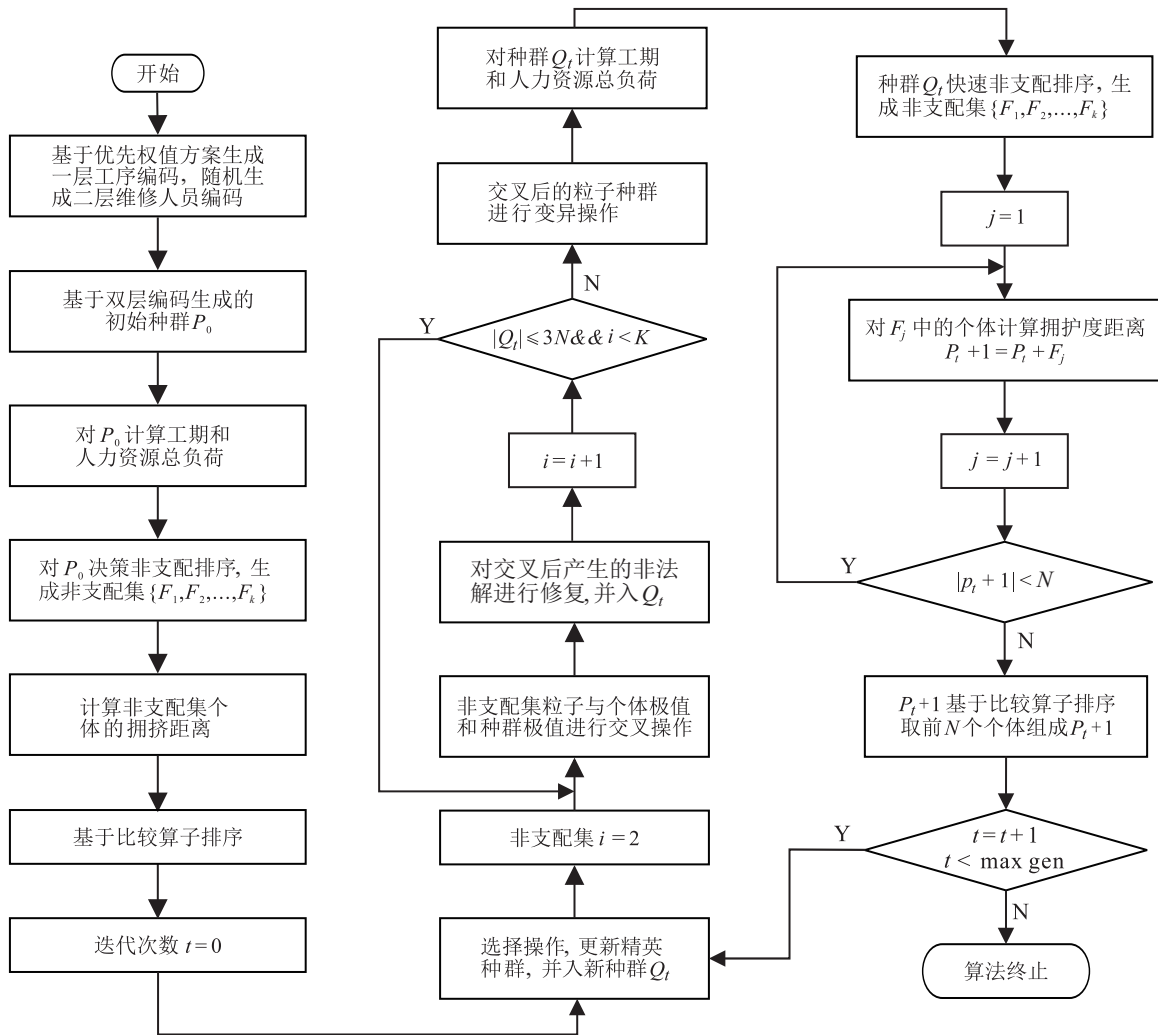 开始
基于优先权值方案生成
一层工序编码，随机生
成二层维修人员编码
基于双层编码生成的
初始种群P₀
对P₀计算工期和
人力资源总负荷
对P₀决策非支配排序，生
成非支配集{F₁,F₂,...,Fₖ}
计算非支配集个
体的拥挤距离
基于比较算子排序
迭代次数 t=0
对种群Qₜ计算工期
和人力资源总负荷
交叉后的粒子种群
进行变异操作
N
Y
|Qₜ|≤3N&&i<K
i=i+1
对交叉后产生的非法
解进行修复,并入Qₜ
非支配集粒子与个体极值
和种群极值进行交叉操作
非支配集 i=2
选择操作，更新精英
种群，并入新种群Qₜ
种群Qₜ快速非支配排序，生
成非支配集{F₁,F₂,...,Fₖ}
j=1
对Fⱼ中的个体计算拥护度距离
Pₜ+1=Pₜ+Fⱼ
j=j+1
Y
|pₜ+1|<N
N
Pₜ+1基于比较算子排序
取前N个个体组成Pₜ+1
Y
t=t+1
t< max gen
N
算法终止